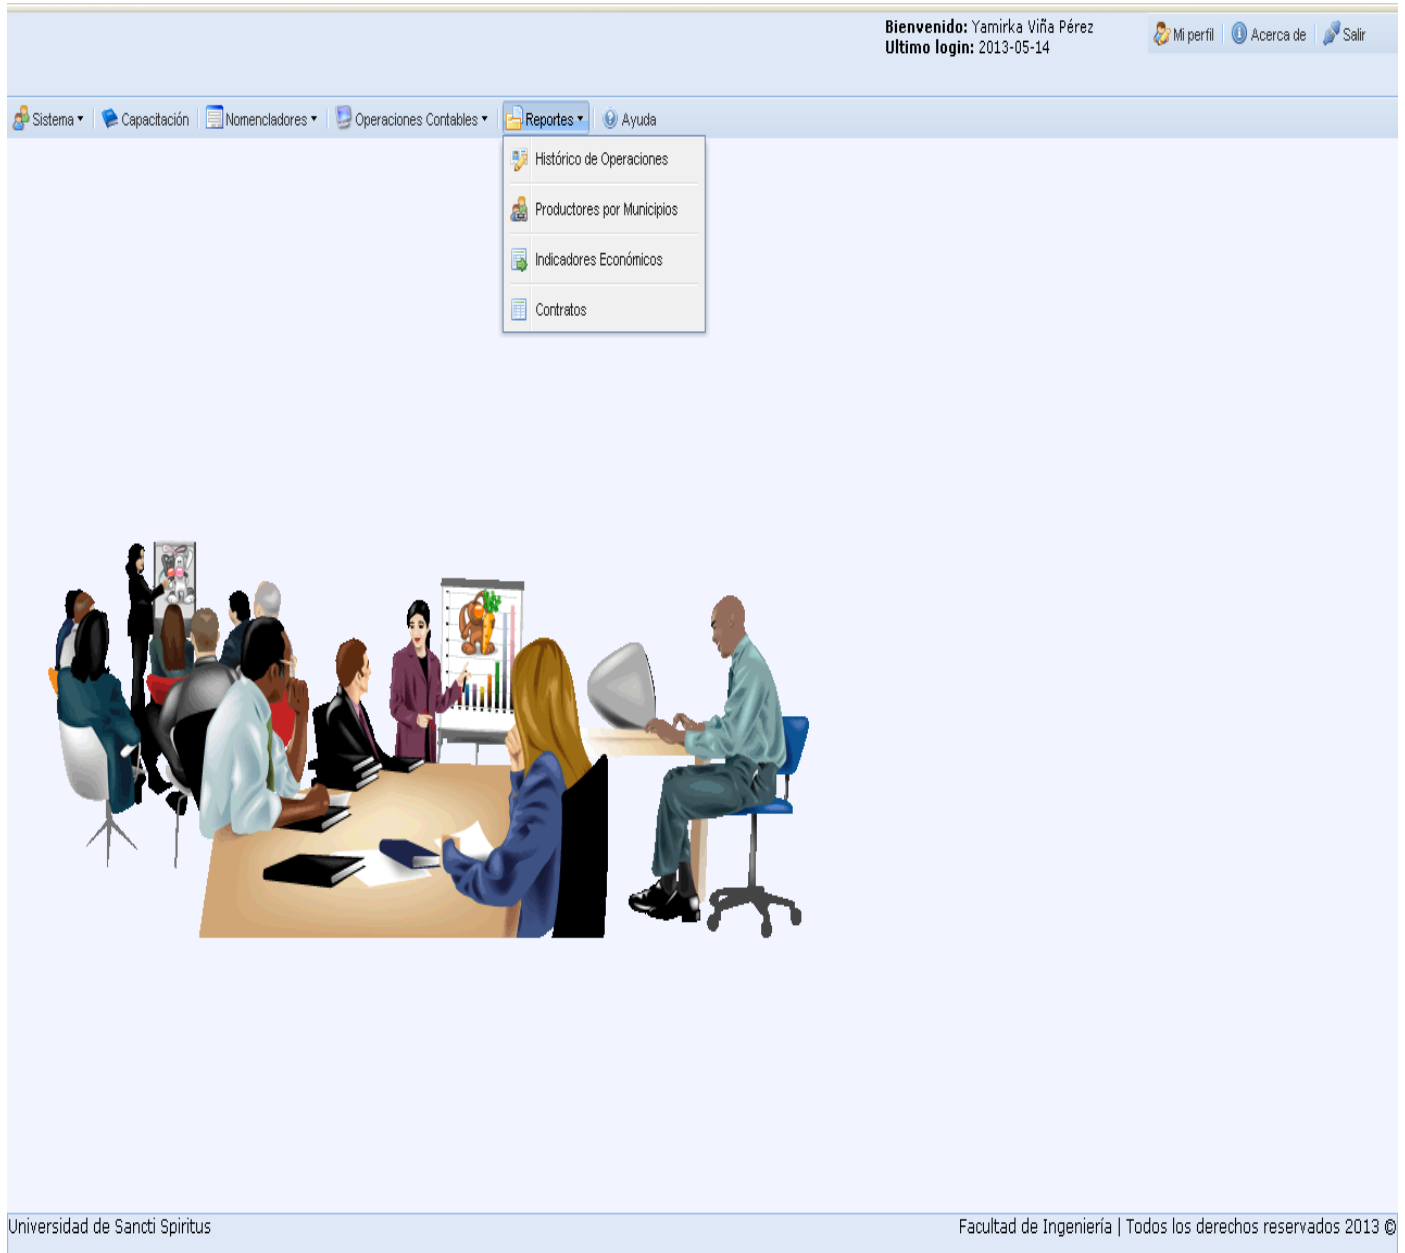 Bienvenido: Yamirka Viña Pérez
Ultimo login: 2013-05-14
Mi perfil Acerca de Salir
Sistema Capacitación Nomencladores Operaciones Contables Reportes Ayuda
Histórico de Operaciones
Productores por Municipios
Indicadores Económicos
Contratos
Universidad de Sancti Spiritus Facultad de Ingeniería | Todos los derechos reservados 2013 ©